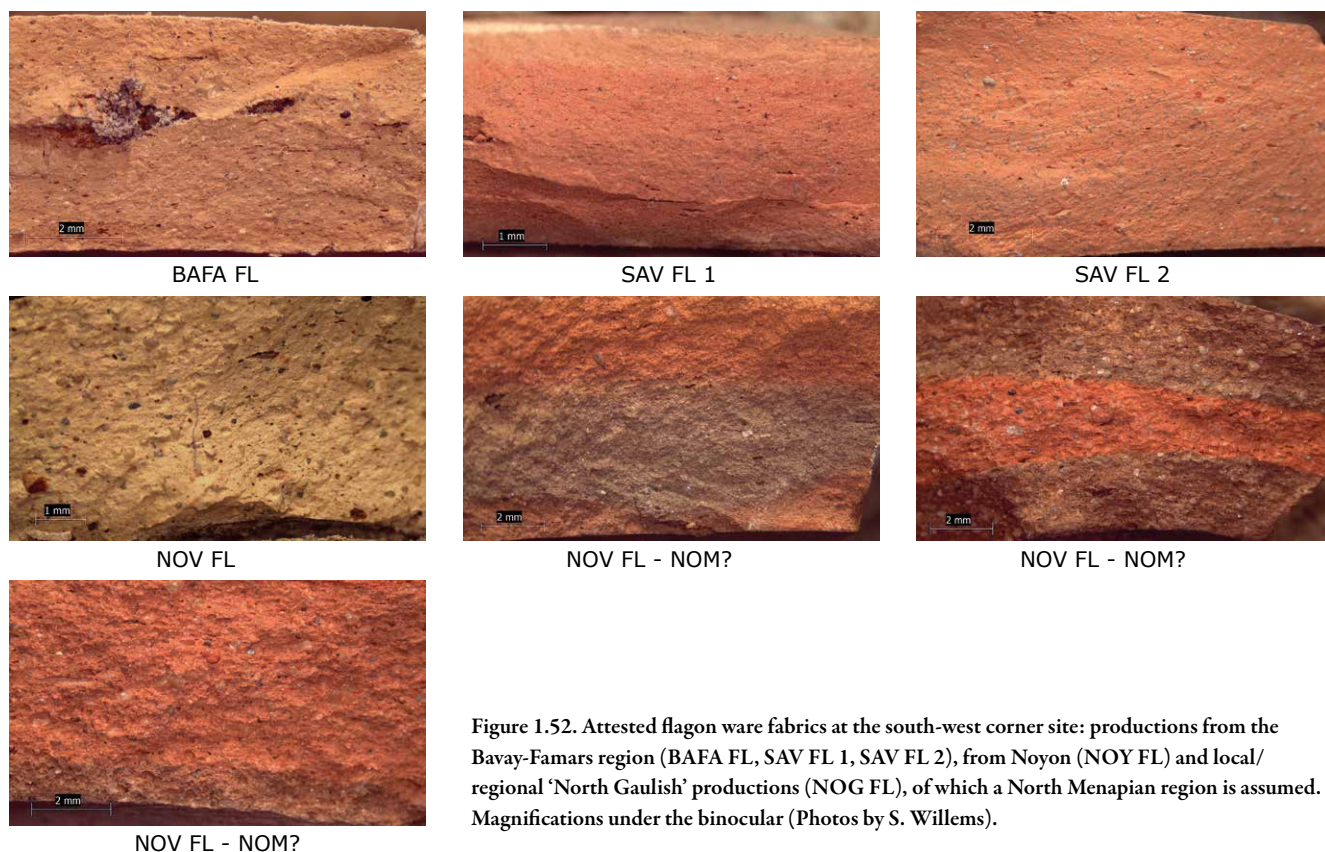 2 mm
1 mm
2 mm
BAFA FL
SAV FL 1
SAV FL 2
1 mm
2 mm
2 mm
NOV FL
NOV FL - NOM?
NOV FL - NOM?
2 mm
NOV FL - NOM?
Figure 1.52. Attested flagon ware fabrics at the south-west corner site: productions from the
Bavay-Famars region (BAFA FL, SAV FL 1, SAV FL 2), from Noyon (NOY FL) and local/
regional ‘North Gaulish’ productions (NOG FL), of which a North Menapian region is assumed.
Magnifications under the binocular (Photos by S. Willems).